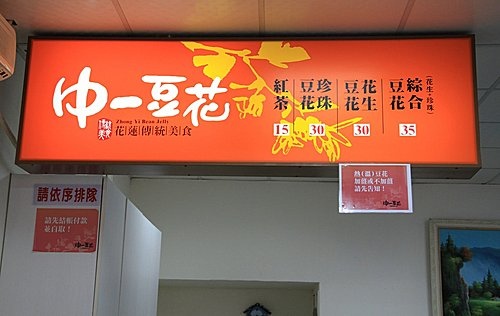 中一豆花
Zhong Yi Bean Jelly
花蓮傳統美食
紅茶
15
珍珠豆花
30
花生豆花
30
綜合豆花
(花生+珍珠)
35
熱(溫)豆花
加薑或不加薑
請先告知！
中一豆花
請依序排隊
請先結帳付款
並自取！
中一豆花